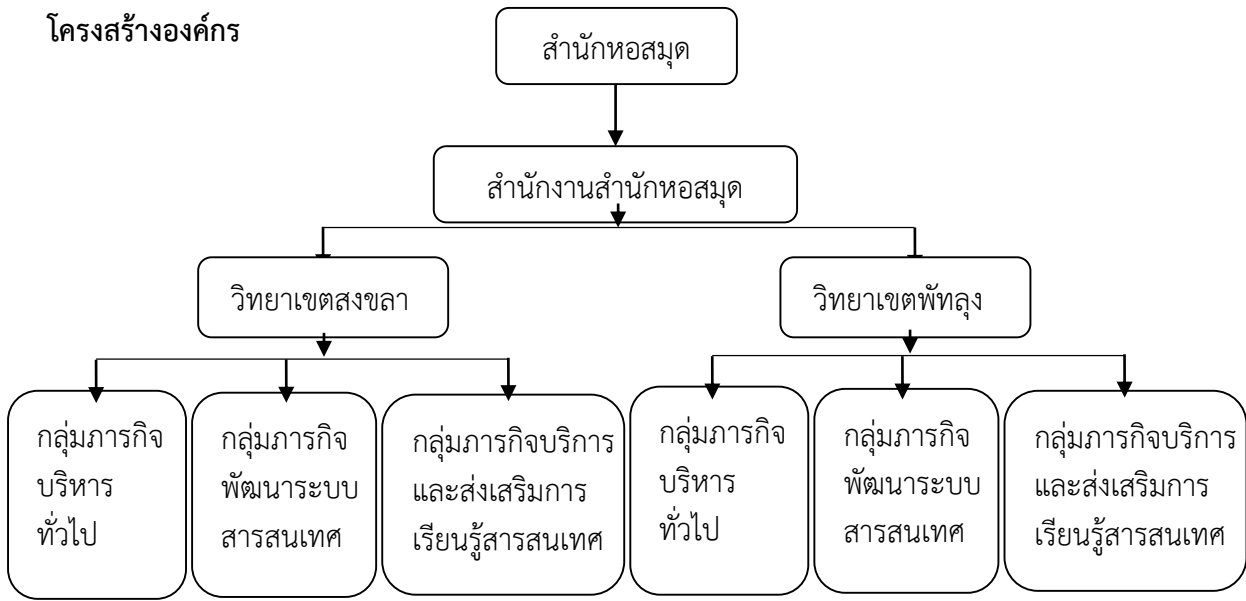 โครงสร้างองค์กร
สำนักหอสมุด
สำนักงานสำนักหอสมุด
วิทยาเขตสงขลา
วิทยาเขตพัทลุง
กลุ่มภารกิจ
บริหาร
ทั่วไป
กลุ่มภารกิจ
พัฒนาระบบ
สารสนเทศ
กลุ่มภารกิจบริการ
และส่งเสริมการ
เรียนรู้สารสนเทศ
กลุ่มภารกิจ
บริหาร
ทั่วไป
กลุ่มภารกิจ
พัฒนาระบบ
สารสนเทศ
กลุ่มภารกิจบริการ
และส่งเสริมการ
เรียนรู้สารสนเทศ